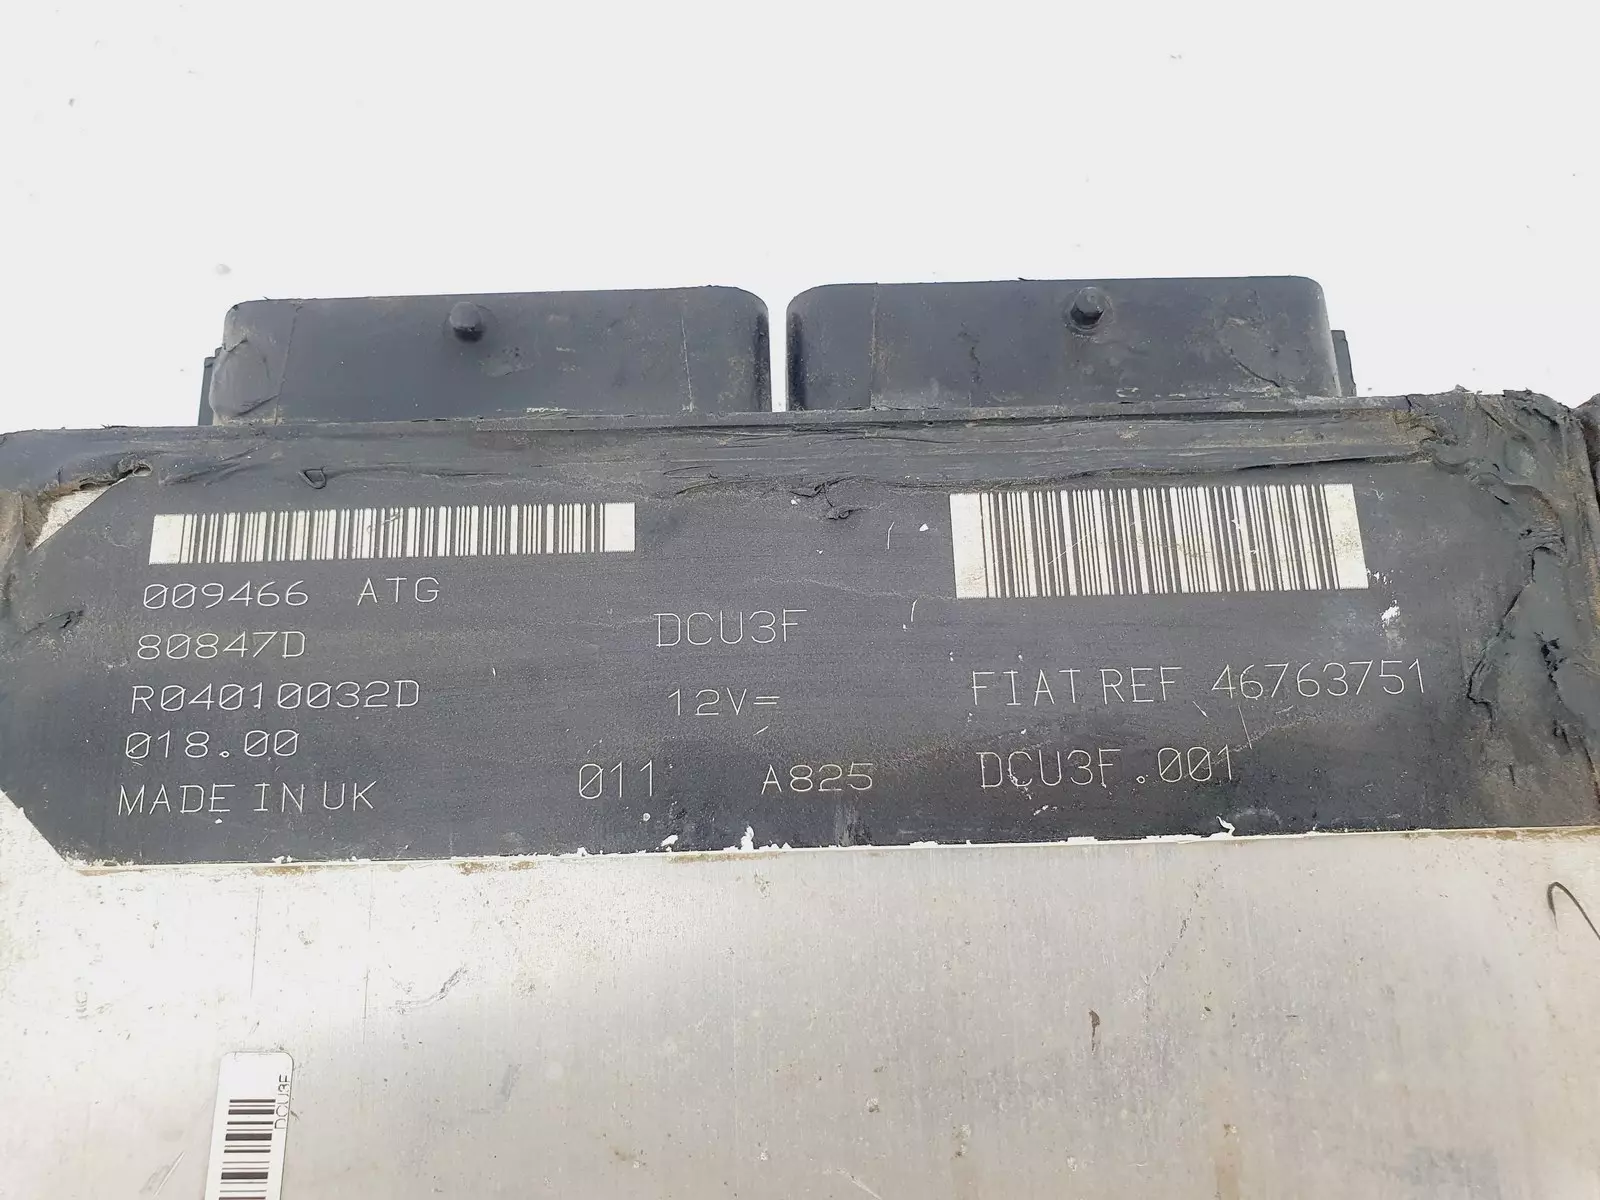 009466 ATG
80847D
R04010032D
018.00
MADE IN UK
DCU3F
12V=
011 A825
FIAT REF 46763751
DCU3F.001
DCU3F